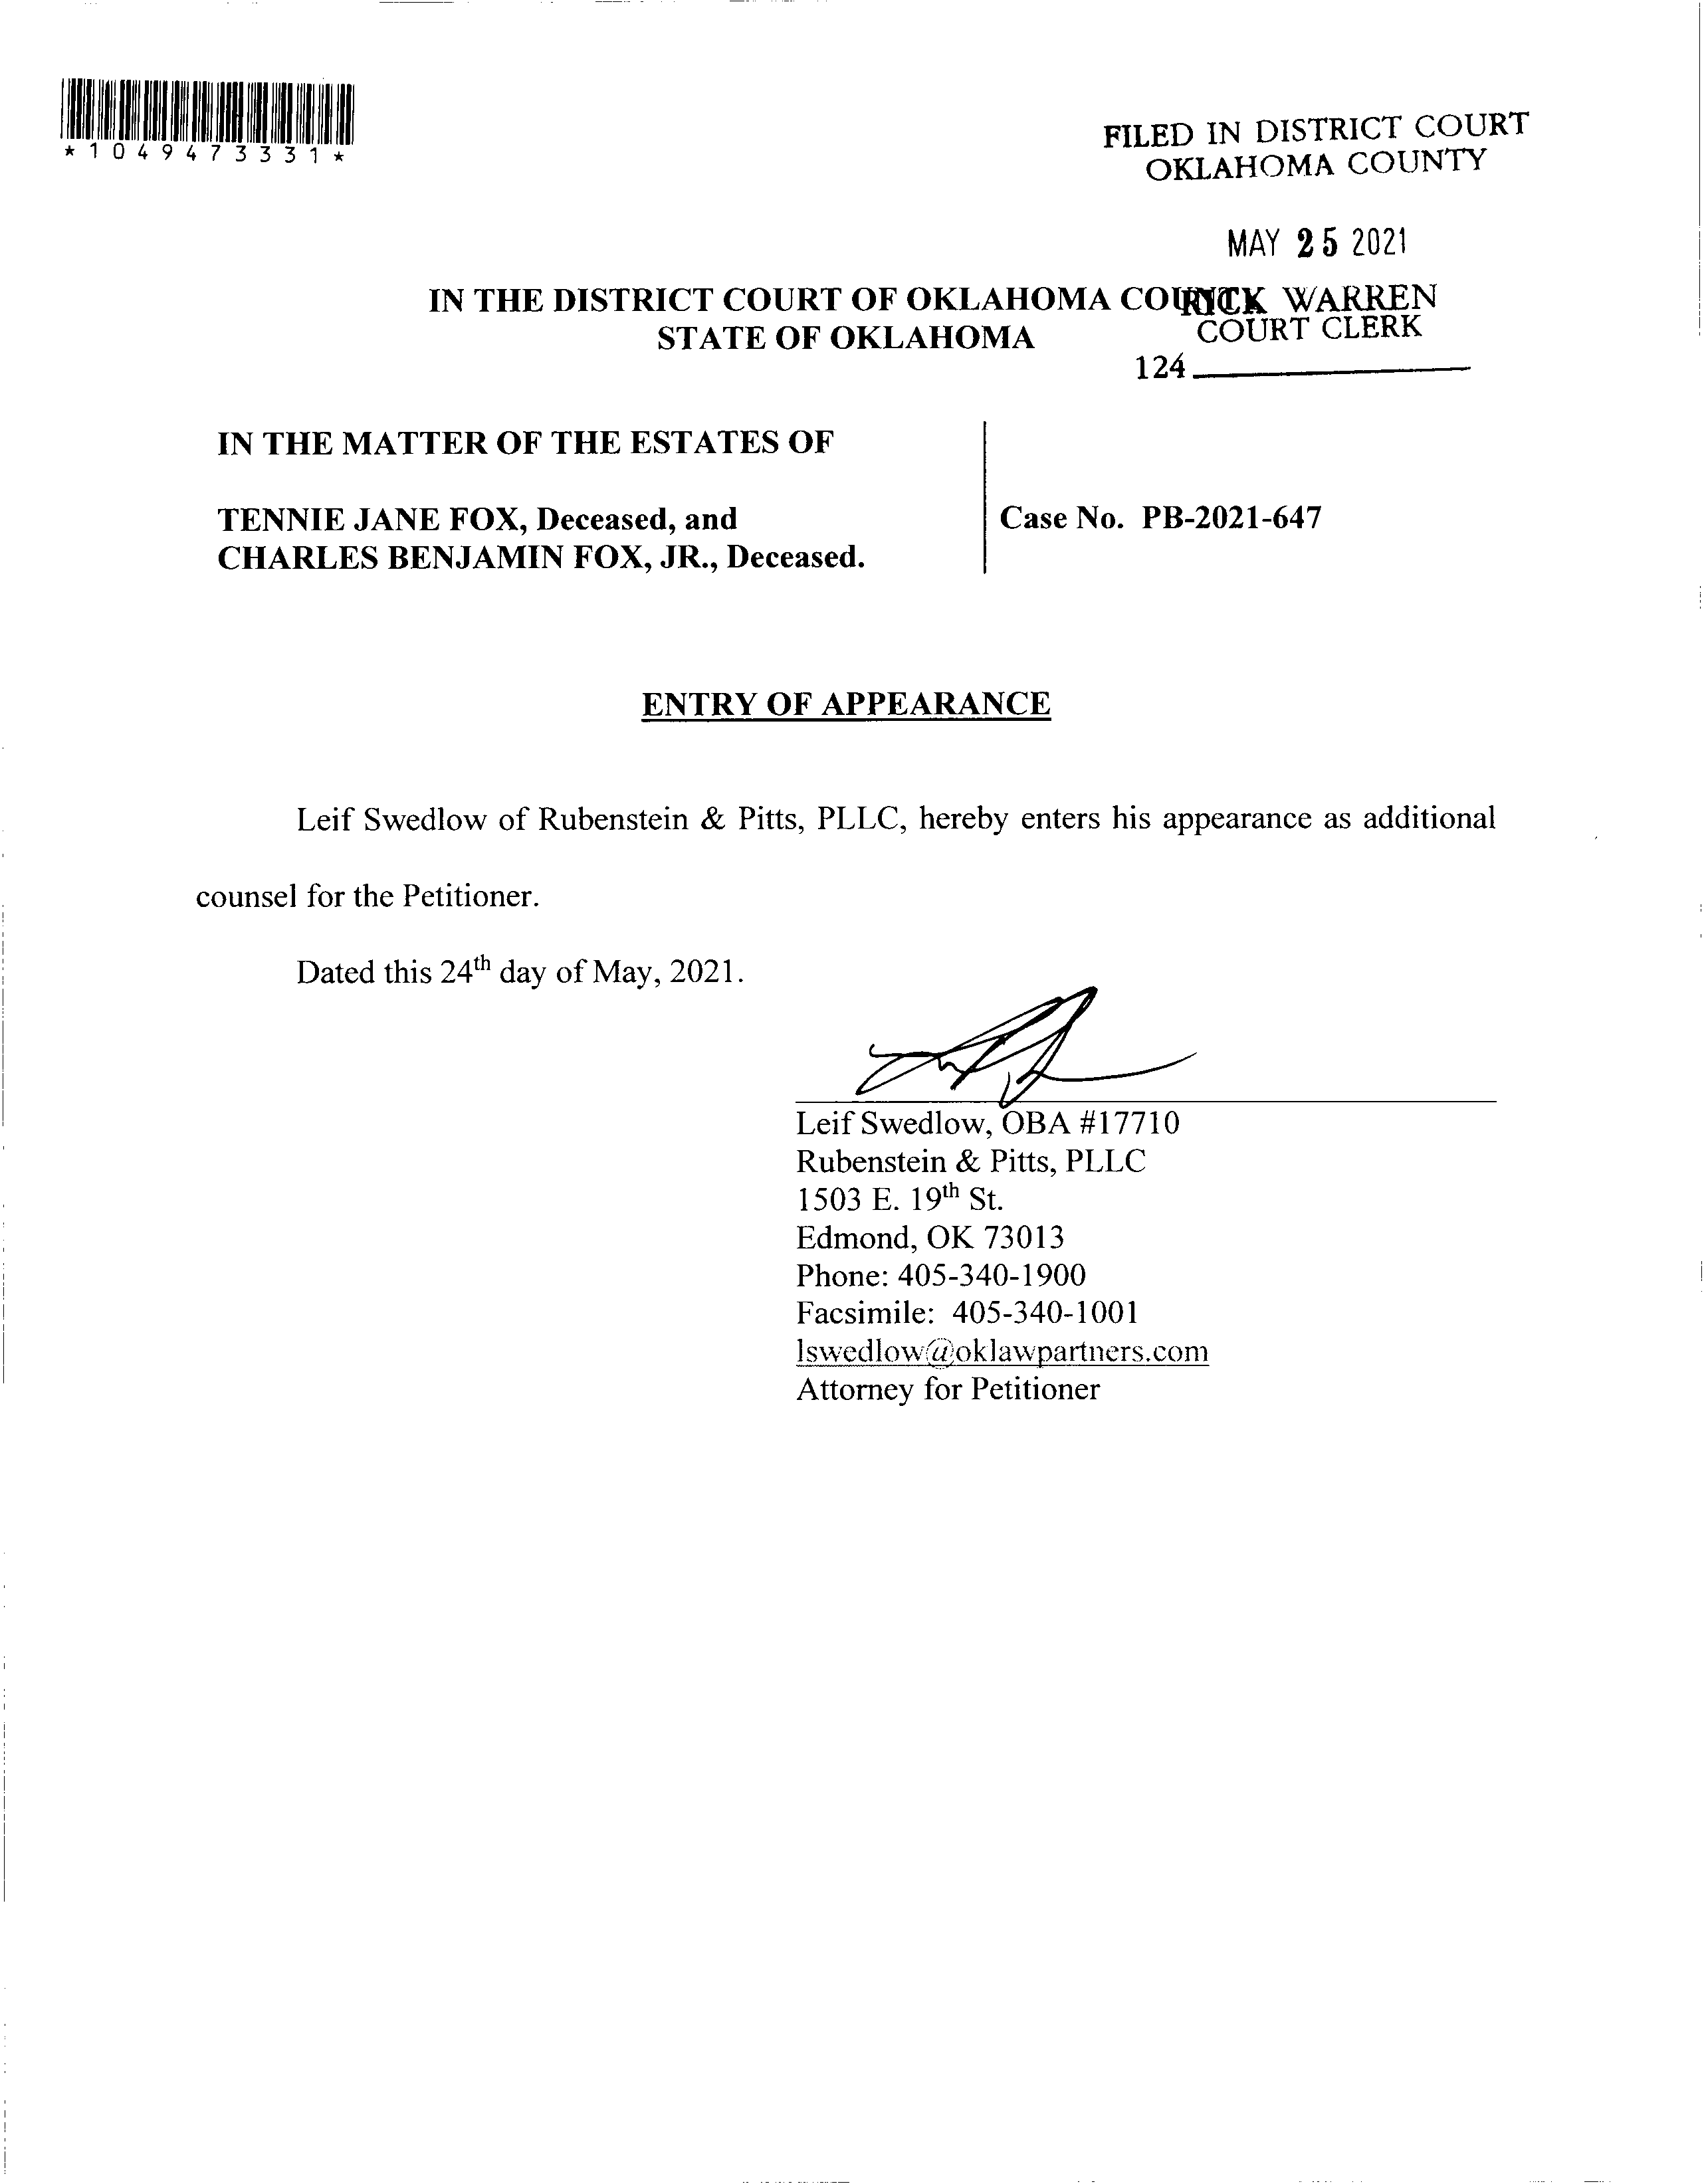 *1049473331*
FILED IN DISTRICT COURT
OKLAHOMA COUNTY
MAY 25 2021
RICK WARREN
COURT CLERK
124
IN THE DISTRICT COURT OF OKLAHOMA COUNTY
STATE OF OKLAHOMA
IN THE MATTER OF THE ESTATES OF
TENNIE JANE FOX, Deceased, and
CHARLES BENJAMIN FOX, JR., Deceased.
Case No. PB-2021-647
ENTRY OF APPEARANCE
Leif Swedlow of Rubenstein & Pitts, PLLC, hereby enters his appearance as additional
counsel for the Petitioner.
Dated this 24th day of May, 2021.
Leif Swedlow, OBA #17710
Rubenstein & Pitts, PLLC
1503 E. 19th St.
Edmond, OK 73013
Phone: 405-340-1900
Facsimile: 405-340-1001
lswedlow@oklawpartners.com
Attorney for Petitioner